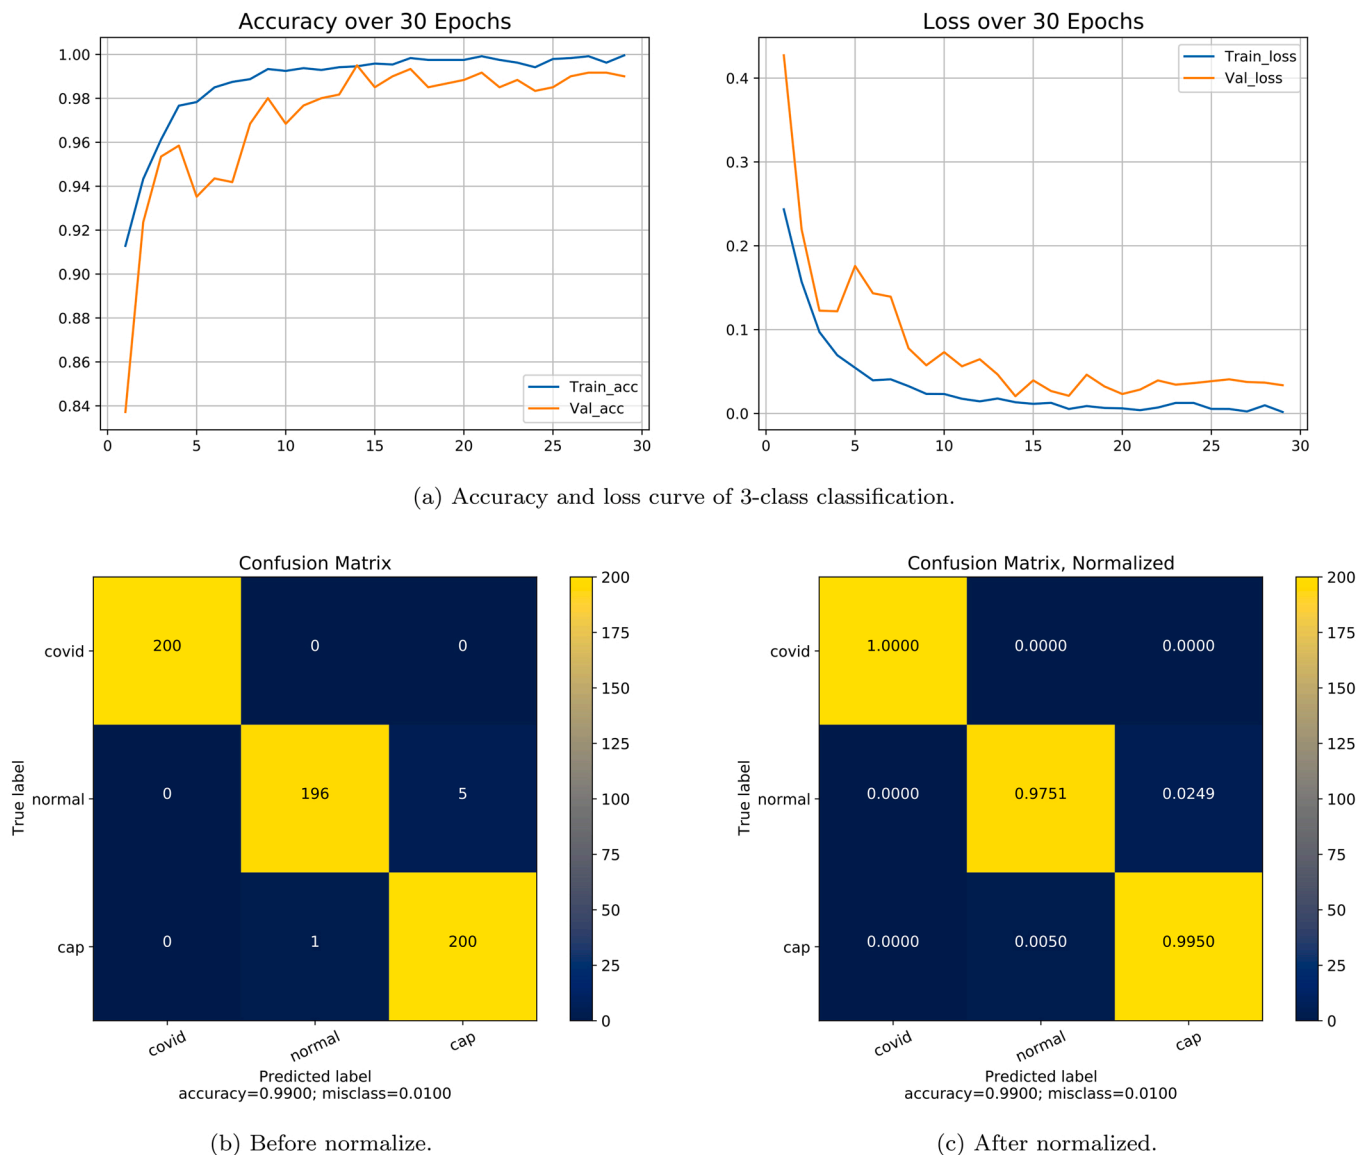 Accuracy over 30 Epochs
1.00
0.98
0.96
0.94
0.92
0.90
0.88
0.86
0.84
Train_acc
Val_acc
0 5 10 15 20 25 30
Loss over 30 Epochs
Train_loss
Val_loss
0.4
0.3
0.2
0.1
0.0
0 5 10 15 20 25 30
(a) Accuracy and loss curve of 3-class classification.
Confusion Matrix
True label
covid
normal
cap
200 0 0
0 196 5
0 1 200
covid normal cap
Predicted label
accuracy=0.9900; misclass=0.0100
200
175
150
125
100
75
50
25
0
(b) Before normalize.
Confusion Matrix, Normalized
True label
covid
normal
cap
1.0000 0.0000 0.0000
0.0000 0.9751 0.0249
0.0000 0.0050 0.9950
covid normal cap
Predicted label
accuracy=0.9900; misclass=0.0100
200
175
150
125
100
75
50
25
0
(c) After normalized.